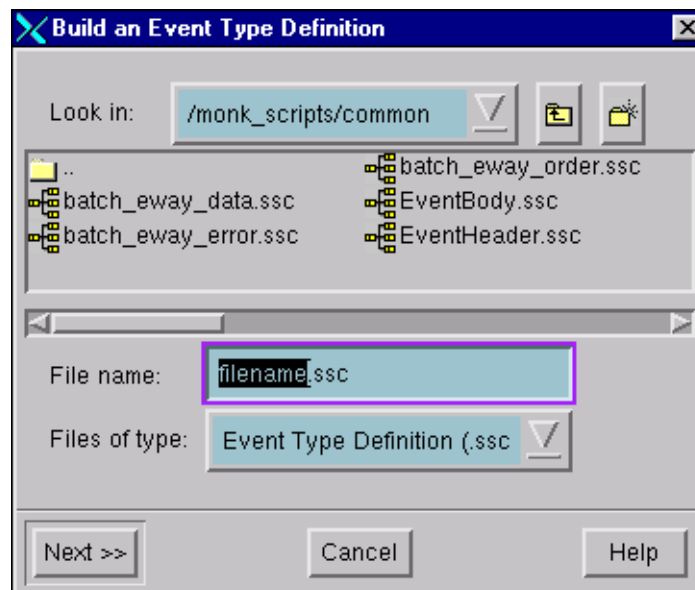 Build an Event Type Definition
Look in: /monk_scripts/common
.. batch_eway_order.ssc
batch_eway_data.ssc EventBody.ssc
batch_eway_error.ssc EventHeader.ssc
File name: filename.ssc
Files of type: Event Type Definition (.ssc
Next >> Cancel Help